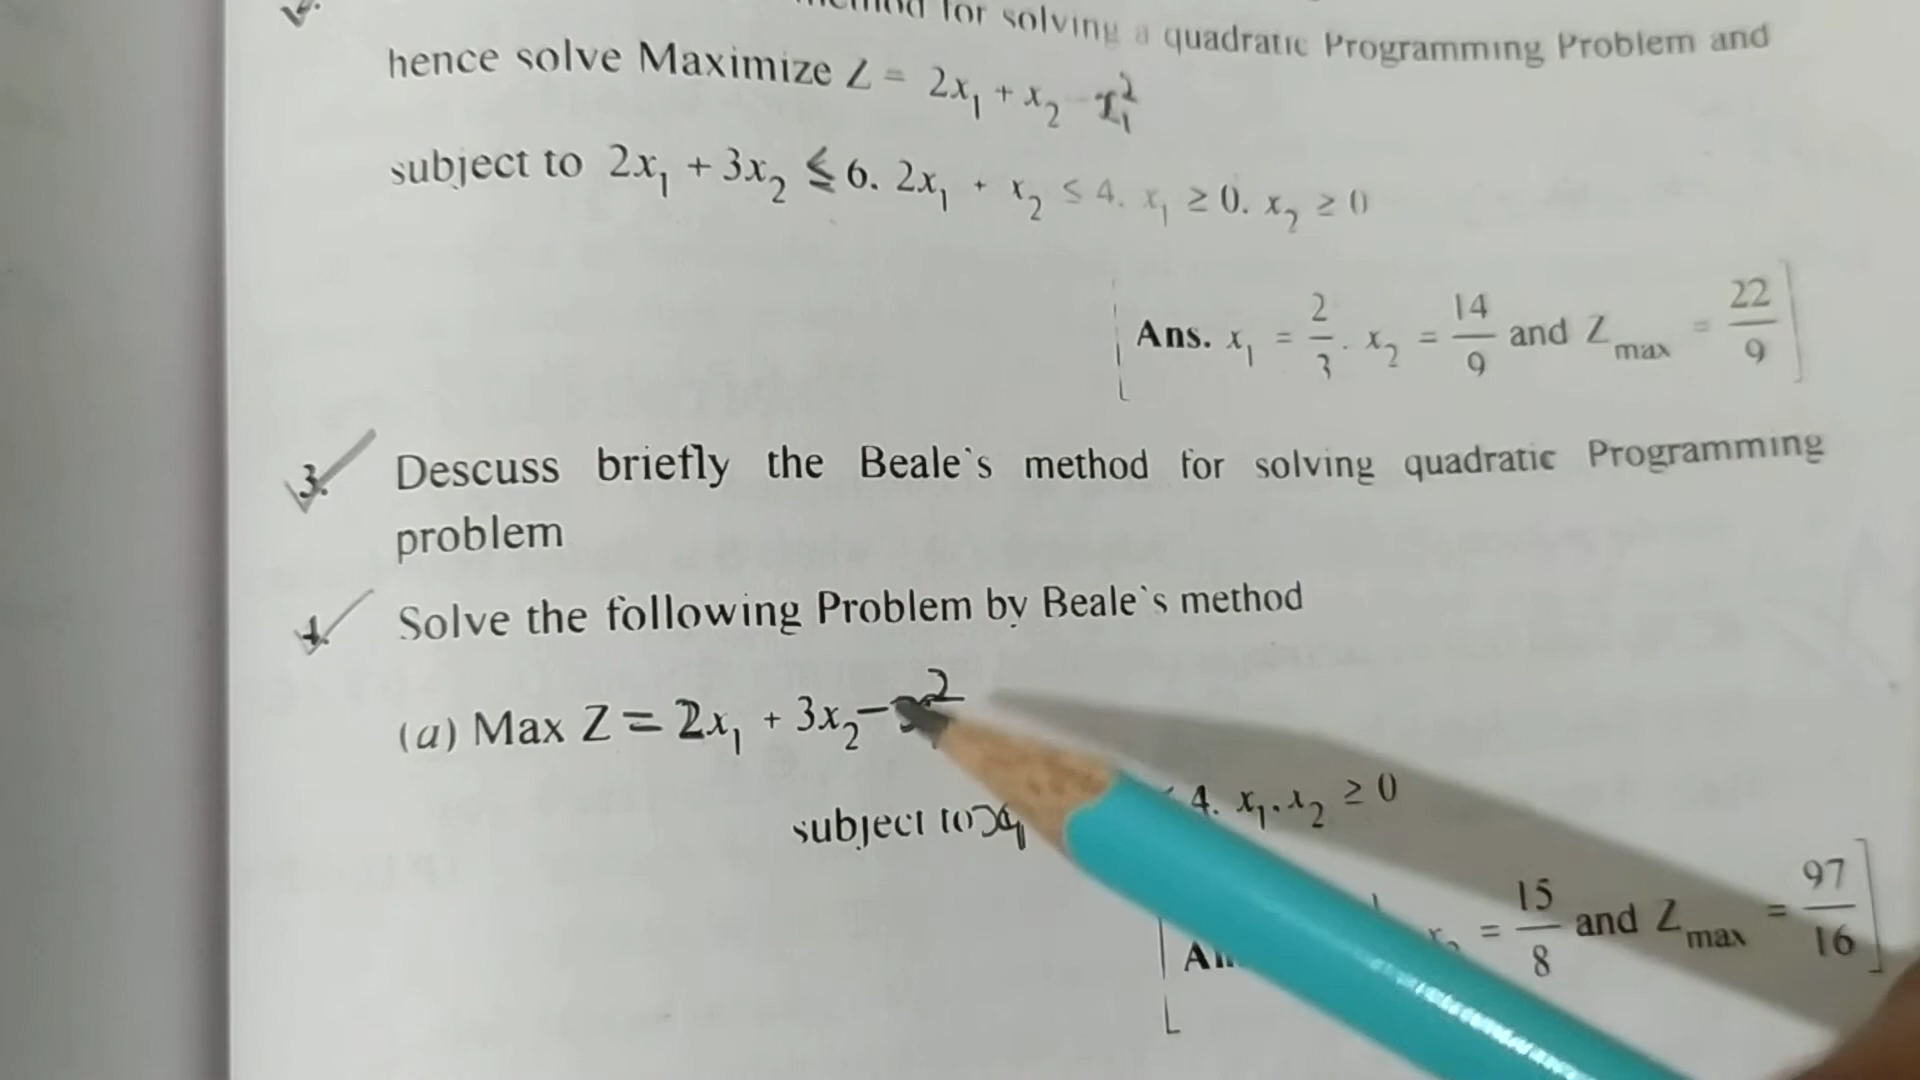 for solving a quadratic Programming Problem and
hence solve Maximize Z = 2x₁ + x₂ - x₁²
subject to 2x₁ + 3x₂ ≤ 6. 2x₁ + x₂ ≤ 4. x₁ ≥ 0. x₂ ≥ 0
[Ans. x₁ = 2/3. x₂ = 14/9 and Z max = 22/9]
3. Descuss briefly the Beale`s method for solving quadratic Programming
problem
4. Solve the following Problem by Beale`s method
(a) Max Z = 2x₁ + 3x₂ - 2
subject to x₁ 4. x₁. x₂ ≥ 0
= 15/8 and Z max = 97/16]